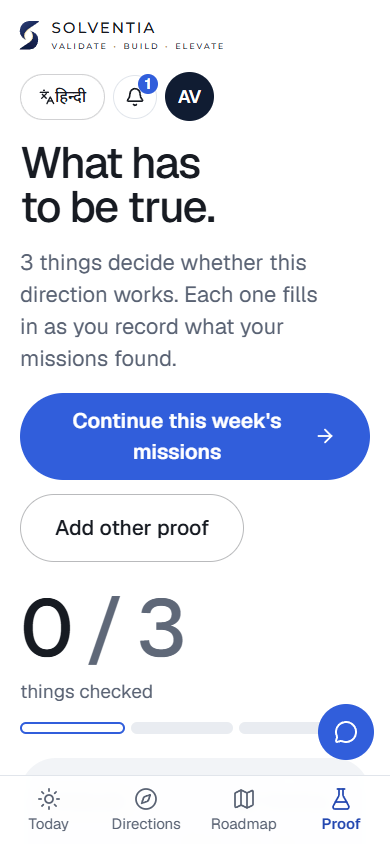 SOLVENTIA
VALIDATE · BUILD · ELEVATE
हिन्दी
1
AV
What has
to be true.
3 things decide whether this
direction works. Each one fills
in as you record what your
missions found.
Continue this week's
missions
Add other proof
0 / 3
things checked
Today
Directions
Roadmap
Proof